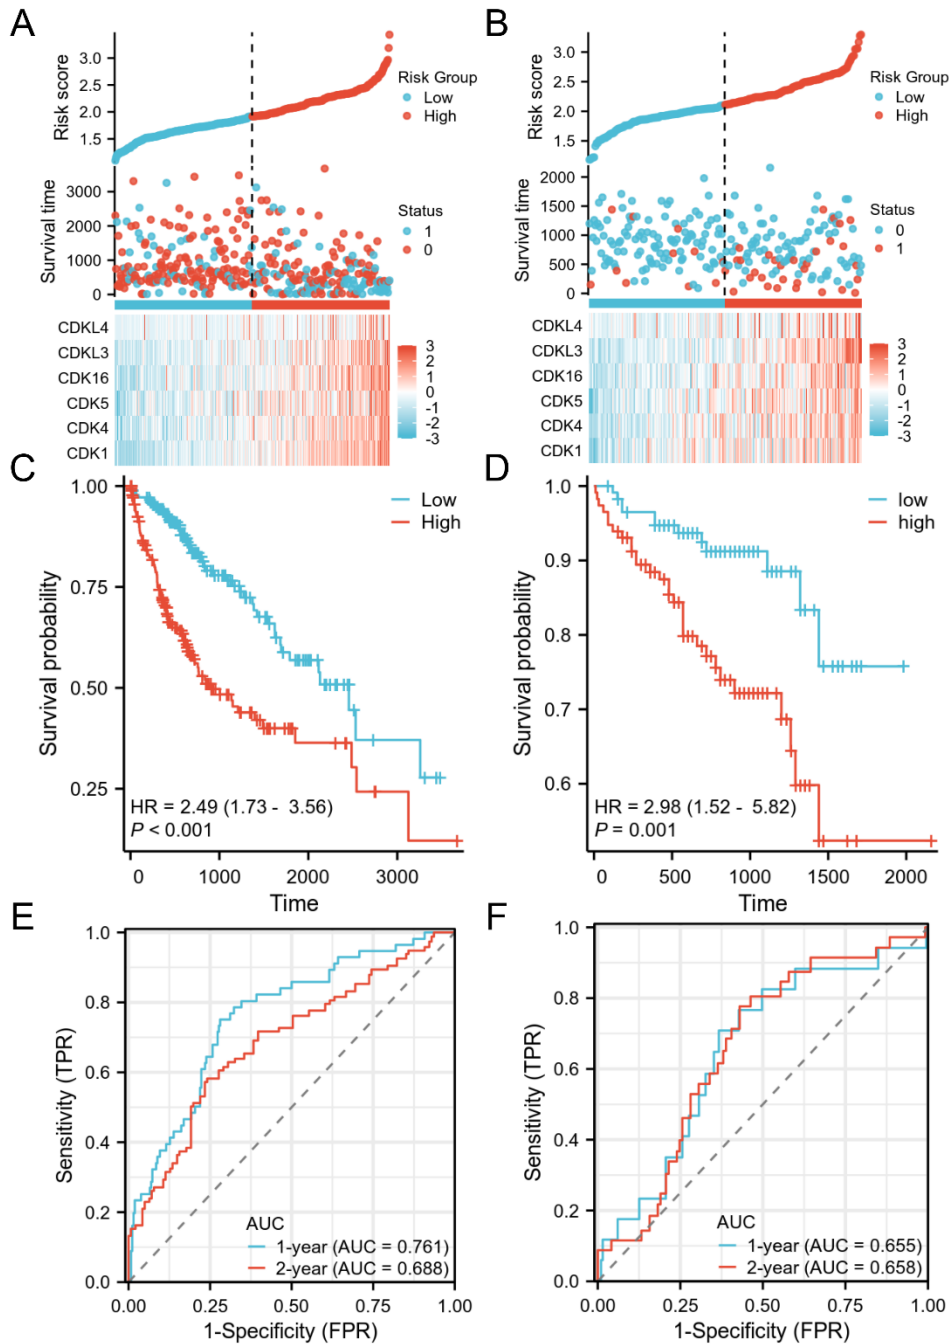 A
Risk score
3.0
2.5
2.0
1.5
Risk Group
Low
High
Survival time
3000
2000
1000
0
Status
1
0
CDKL4
CDKL3
CDK16
CDK5
CDK4
CDK1
3
2
1
0
-1
-2
-3
B
Risk score
3.0
2.5
2.0
1.5
Risk Group
Low
High
Survival time
2000
1500
1000
500
0
Status
0
1
CDKL4
CDKL3
CDK16
CDK5
CDK4
CDK1
3
2
1
0
-1
-2
-3
C
Survival probability
1.00
0.75
0.50
0.25
Low
High
HR = 2.49 (1.73 - 3.56)
P < 0.001
0 1000 2000 3000
Time
D
Survival probability
1.0
0.9
0.8
0.7
0.6
low
high
HR = 2.98 (1.52 - 5.82)
P = 0.001
0 500 1000 1500 2000
Time
E
Sensitivity (TPR)
1.0
0.8
0.6
0.4
0.2
0.0
AUC
1-year (AUC = 0.761)
2-year (AUC = 0.688)
0.00 0.25 0.50 0.75 1.00
1-Specificity (FPR)
F
Sensitivity (TPR)
1.0
0.8
0.6
0.4
0.2
0.0
AUC
1-year (AUC = 0.655)
2-year (AUC = 0.658)
0.00 0.25 0.50 0.75 1.00
1-Specificity (FPR)